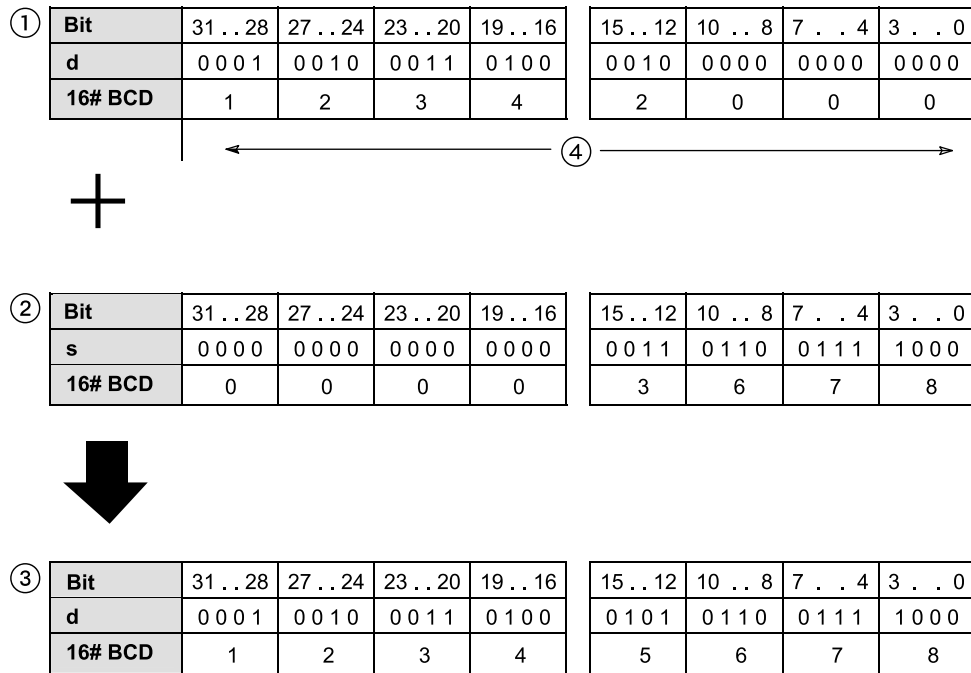 ① Bit 31 . . 28 27 . . 24 23 . . 20 19 . . 16 15 . . 12 10 . . 8 7 . . 4 3 . . 0
d 0 0 0 1 0 0 1 0 0 0 1 1 0 1 0 0 0 0 1 0 0 0 0 0 0 0 0 0 0 0 0 0
16# BCD 1 2 3 4 2 0 0 0
④
+
② Bit 31 . . 28 27 . . 24 23 . . 20 19 . . 16 15 . . 12 10 . . 8 7 . . 4 3 . . 0
s 0 0 0 0 0 0 0 0 0 0 0 0 0 0 0 0 0 0 1 1 0 1 1 0 0 1 1 1 1 0 0 0
16# BCD 0 0 0 0 3 6 7 8
③ Bit 31 . . 28 27 . . 24 23 . . 20 19 . . 16 15 . . 12 10 . . 8 7 . . 4 3 . . 0
d 0 0 0 1 0 0 1 0 0 0 1 1 0 1 0 0 0 1 0 1 0 1 1 0 0 1 1 1 1 0 0 0
16# BCD 1 2 3 4 5 6 7 8